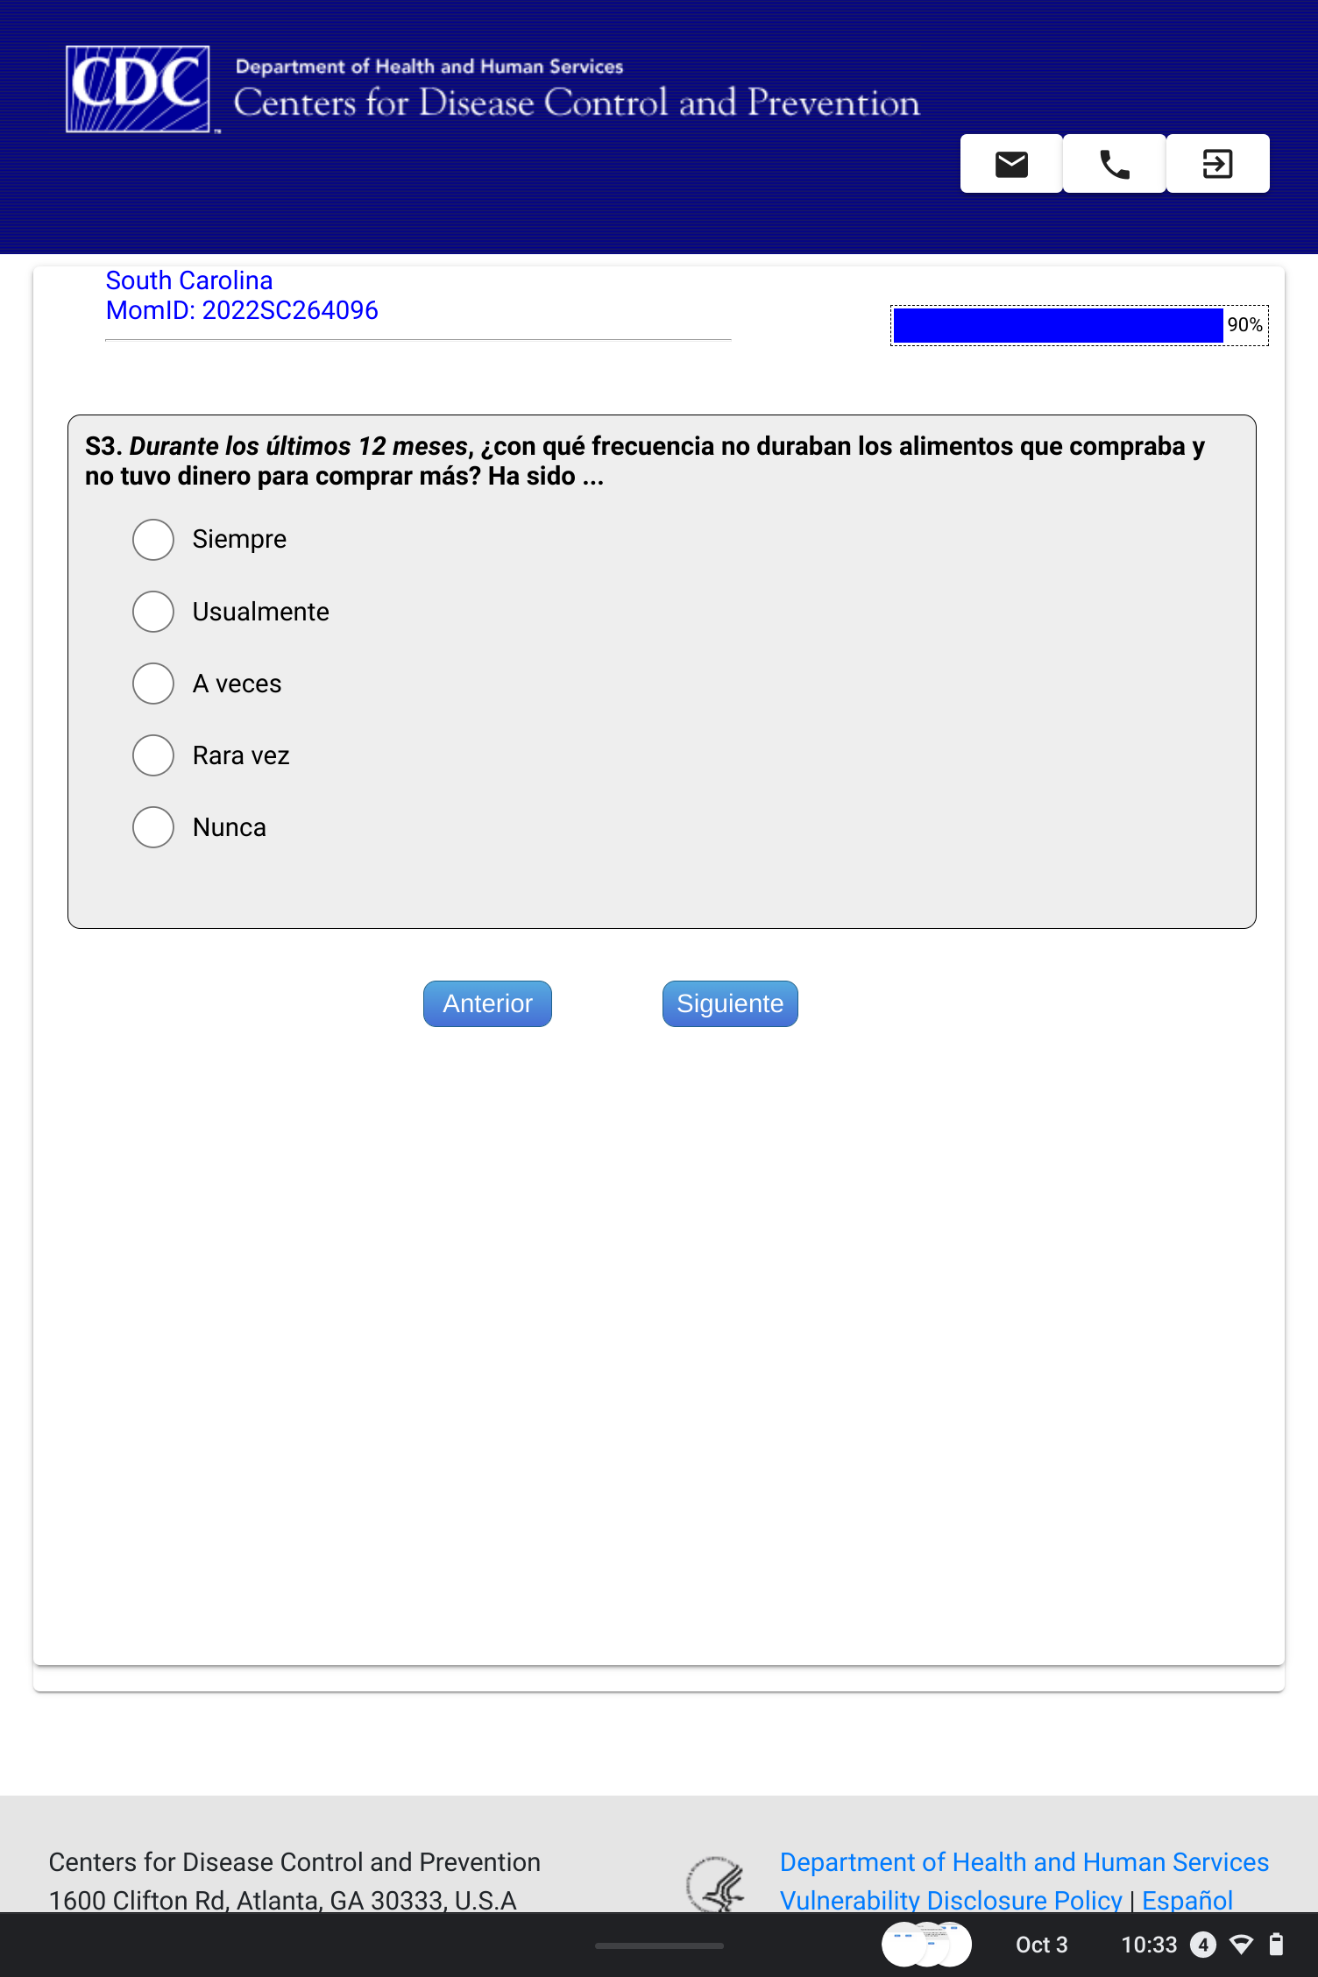 CDC
Department of Health and Human Services
Centers for Disease Control and Prevention
South Carolina
MomID: 2022SC264096
90%
S3. Durante los últimos 12 meses, ¿con qué frecuencia no duraban los alimentos que compraba y
no tuvo dinero para comprar más? Ha sido ...
Siempre
Usualmente
A veces
Rara vez
Nunca
Anterior
Siguiente
Centers for Disease Control and Prevention
1600 Clifton Rd, Atlanta, GA 30333, U.S.A
Department of Health and Human Services
Vulnerability Disclosure Policy | Español
Oct 3
10:33
4